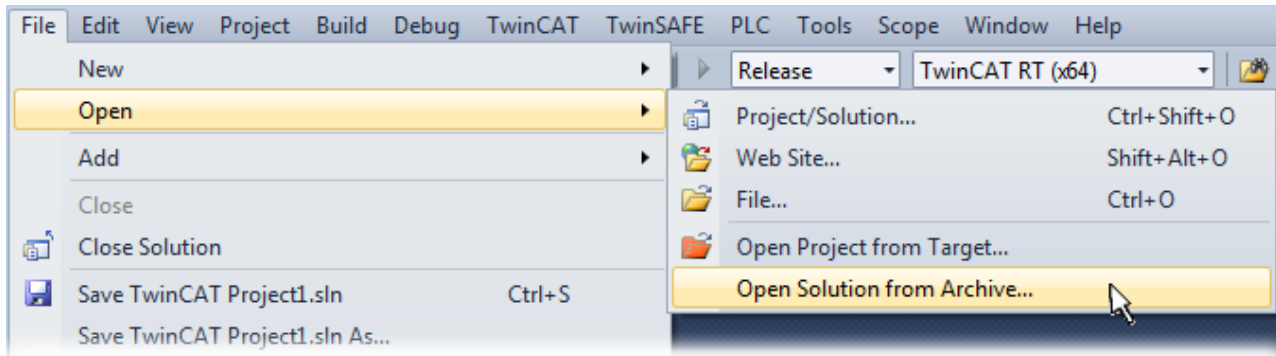 File Edit View Project Build Debug TwinCAT TwinSAFE PLC Tools Scope Window Help
Release TwinCAT RT (x64)
New
Open
Add
Close
Close Solution
Save TwinCAT Project1.sln Ctrl+S
Save TwinCAT Project1.sln As...
Project/Solution... Ctrl+Shift+O
Web Site... Shift+Alt+O
File... Ctrl+O
Open Project from Target...
Open Solution from Archive...